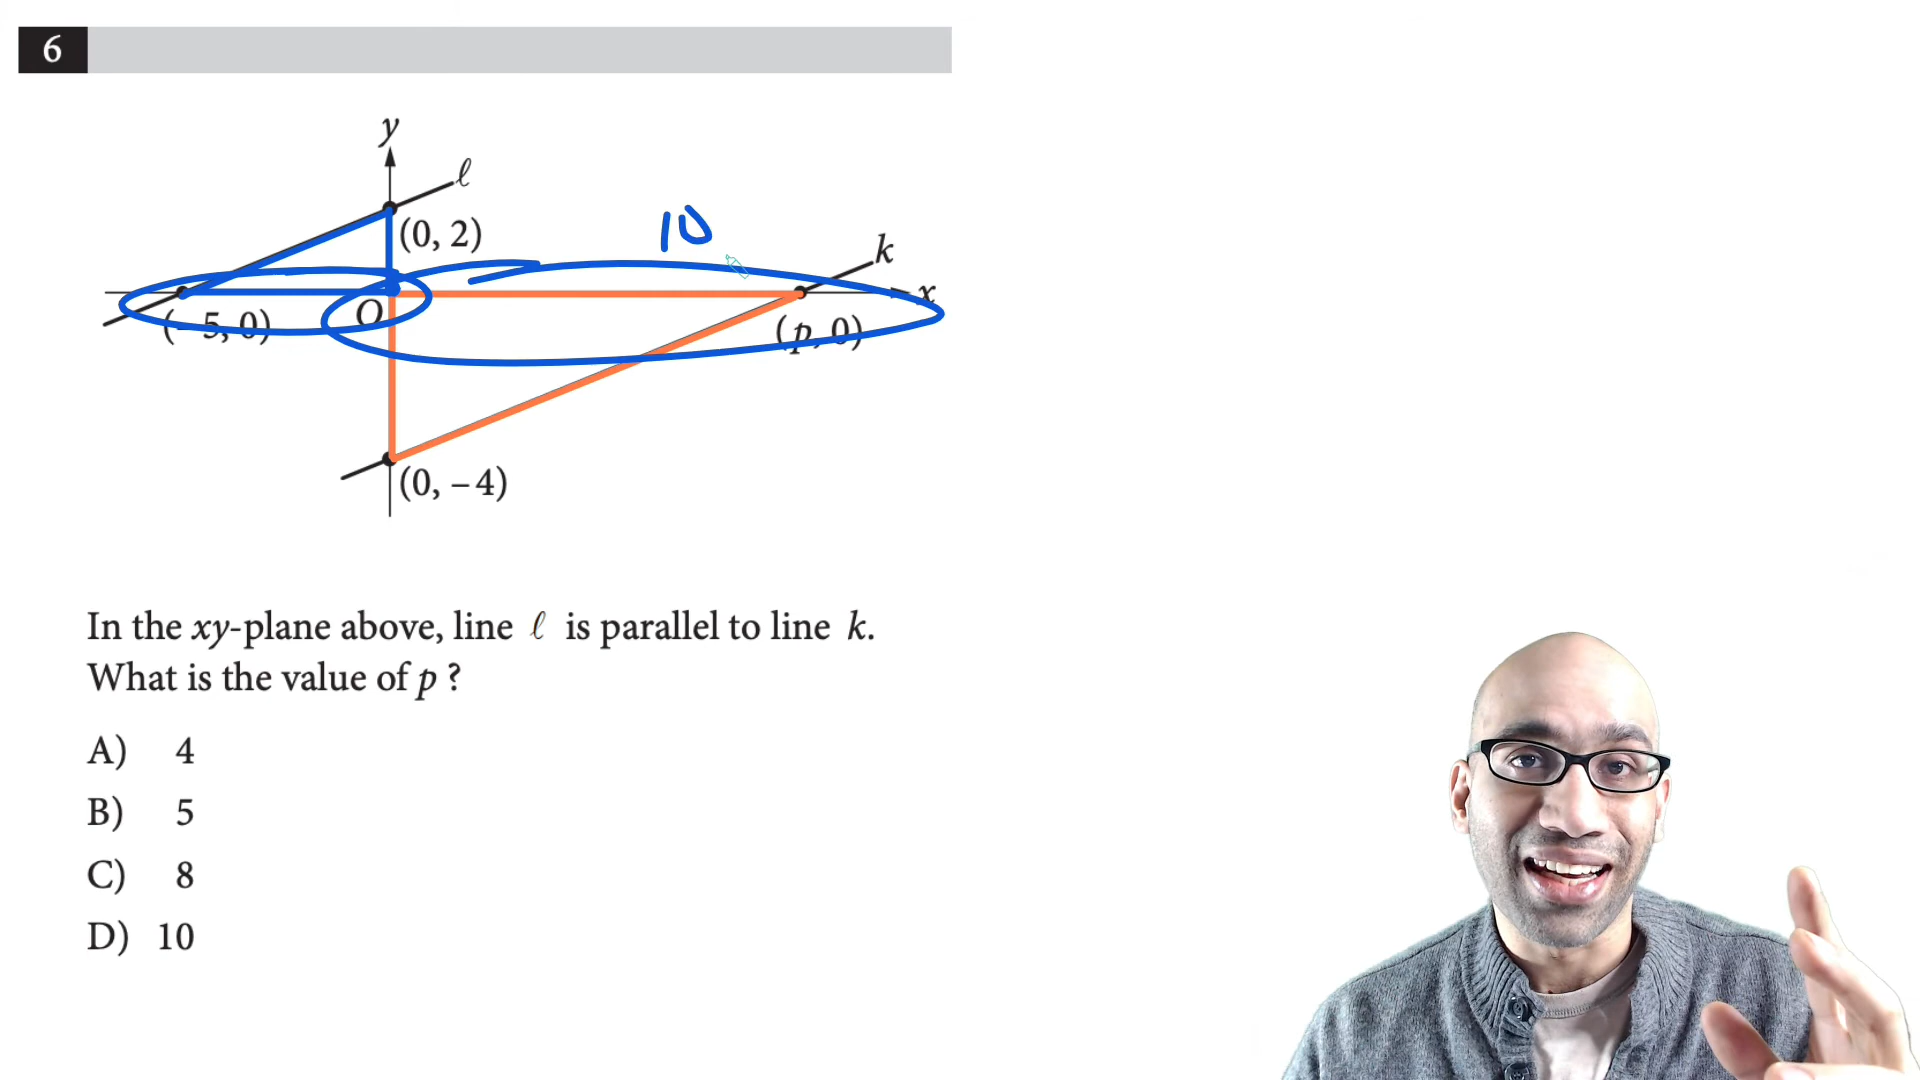 6
y
ℓ
(0, 2)
10
k
x
O
(–5, 0)
(p, 0)
(0, –4)
In the xy-plane above, line ℓ is parallel to line k.
What is the value of p ?
A) 4
B) 5
C) 8
D) 10